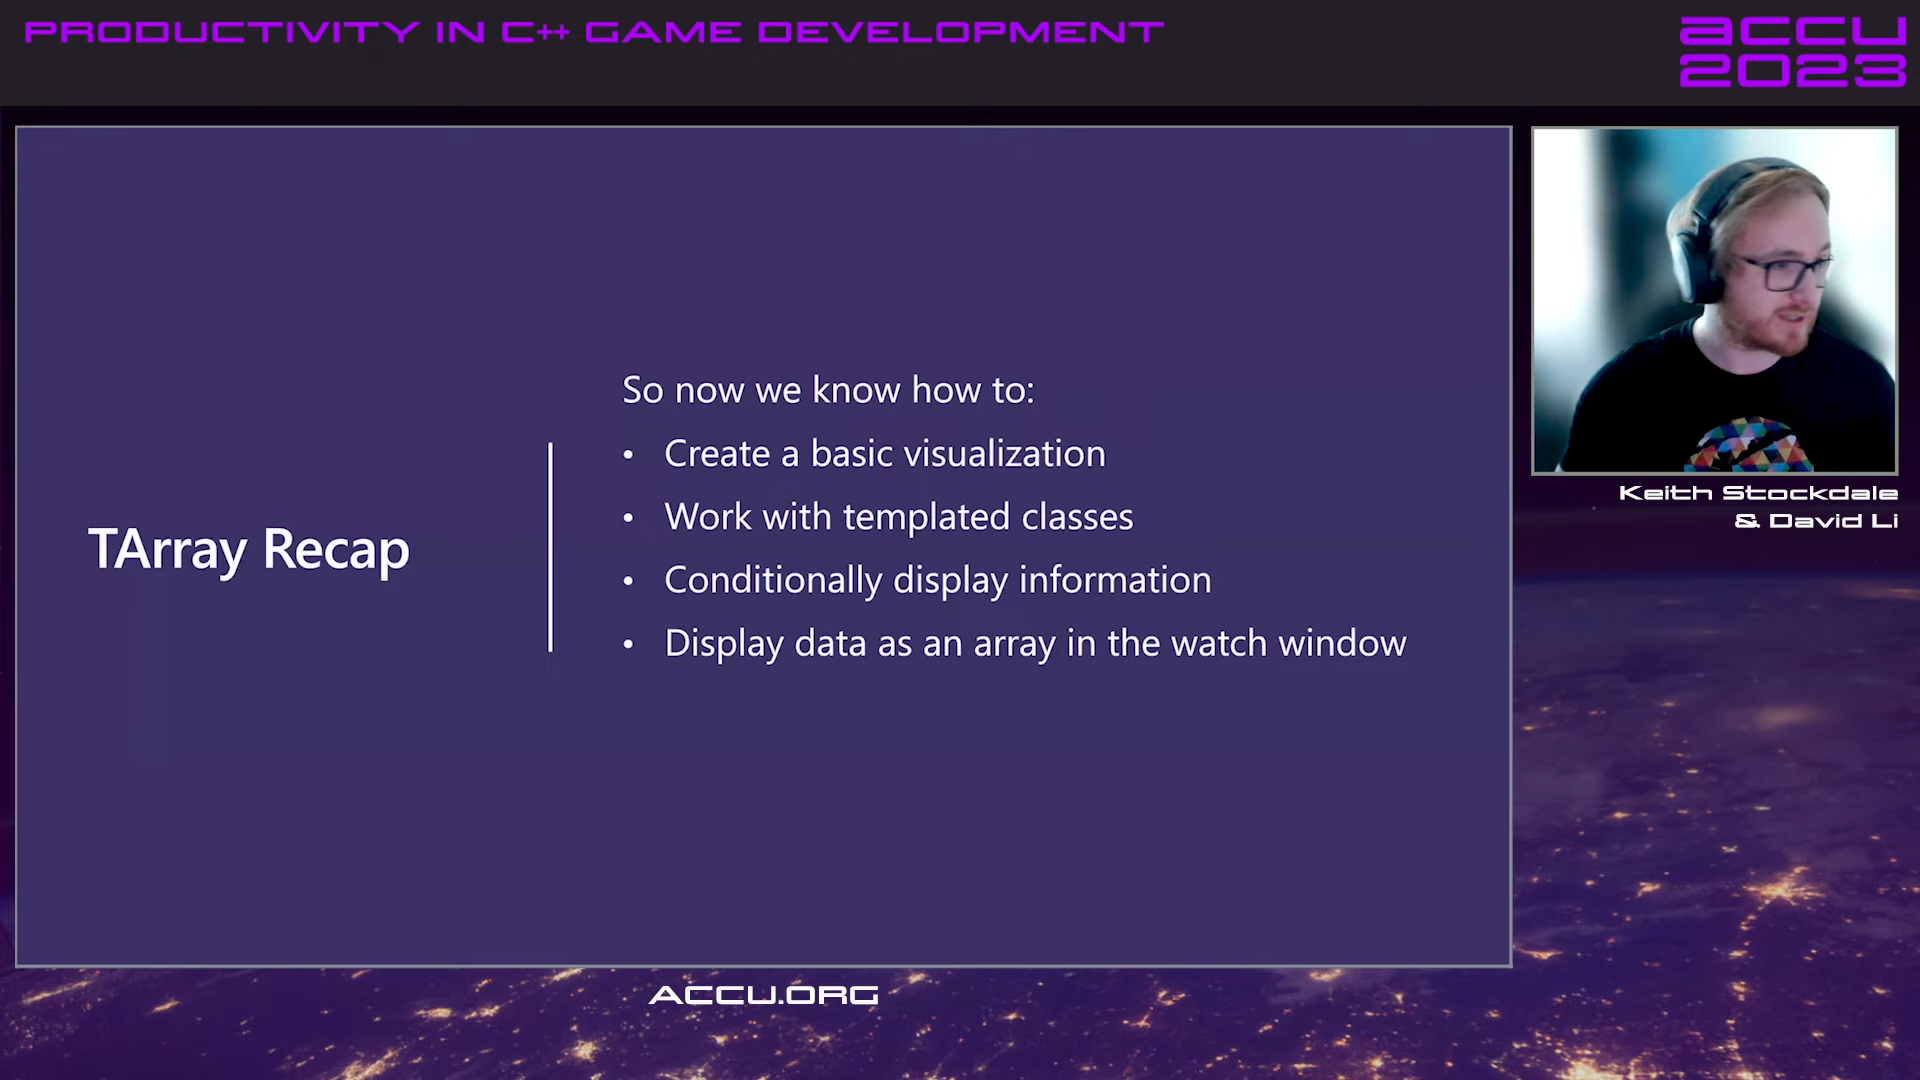 PRODUCTIVITY IN C++ GAME DEVELOPMENT
accu
2023
TArray Recap
So now we know how to:
• Create a basic visualization
• Work with templated classes
• Conditionally display information
• Display data as an array in the watch window
Keith Stockdale
& David Li
ACCU.ORG